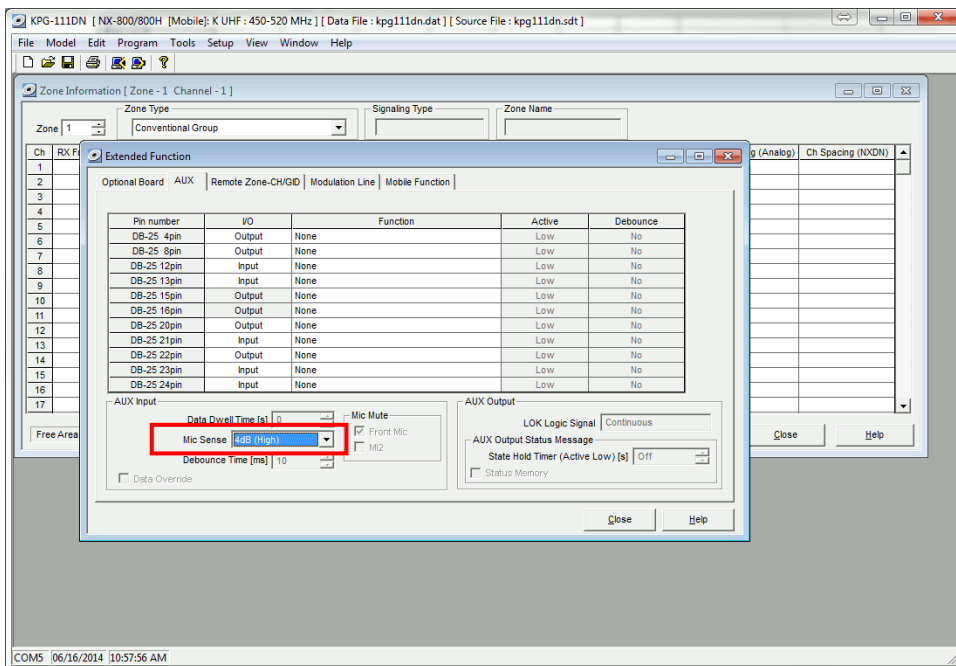 KPG-111DN [ NX-800/800H [Mobile]: K UHF : 450-520 MHz ] [ Data File : kpg111dn.dat ] [ Source File : kpg111dn.sdt ]
File Model Edit Program Tools Setup View Window Help
Zone Information [ Zone - 1 Channel - 1 ]
Zone Type Signaling Type Zone Name
Zone 1 Conventional Group
Ch RX g (Analog) Ch Spacing (NXDN)
1
2
3
4
5
6
7
8
9
10
11
12
13
14
15
16
17
Free Area Close Help
Extended Function
Optional Board AUX Remote Zone-CH/GID Modulation Line Mobile Function
Pin number I/O Function Active Debounce
DB-25 4pin Output None Low No
DB-25 8pin Output None Low No
DB-25 12pin Input None Low No
DB-25 13pin Input None Low No
DB-25 15pin Output None Low No
DB-25 16pin Output None Low No
DB-25 20pin Output None Low No
DB-25 21pin Input None Low No
DB-25 22pin Output None Low No
DB-25 23pin Input None Low No
DB-25 24pin Input None Low No
AUX Input AUX Output
Data Dwell Time [s] 0 Mic Mute LOK Logic Signal Continuous
Mic Sense 4dB (High) Front Mic AUX Output Status Message
MI2 State Hold Timer (Active Low) [s] Off
Debounce Time [ms] 10 Status Memory
Data Override
Close Help
COM5 06/16/2014 10:57:56 AM